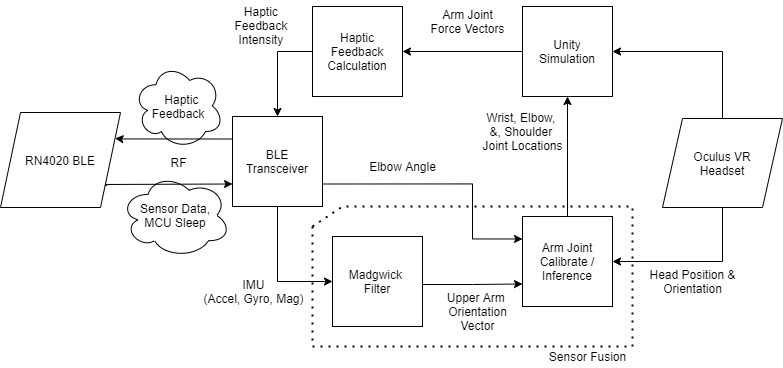 Haptic
Feedback
Intensity
Haptic
Feedback
Calculation
Arm Joint
Force Vectors
Unity
Simulation
Haptic
Feedback
RN4020 BLE
RF
BLE
Transceiver
Sensor Data,
MCU Sleep
Elbow Angle
Wrist, Elbow,
&, Shoulder
Joint Locations
Oculus VR
Headset
IMU
(Accel, Gyro, Mag)
Madgwick
Filter
Upper Arm
Orientation
Vector
Arm Joint
Calibrate /
Inference
Head Position &
Orientation
Sensor Fusion